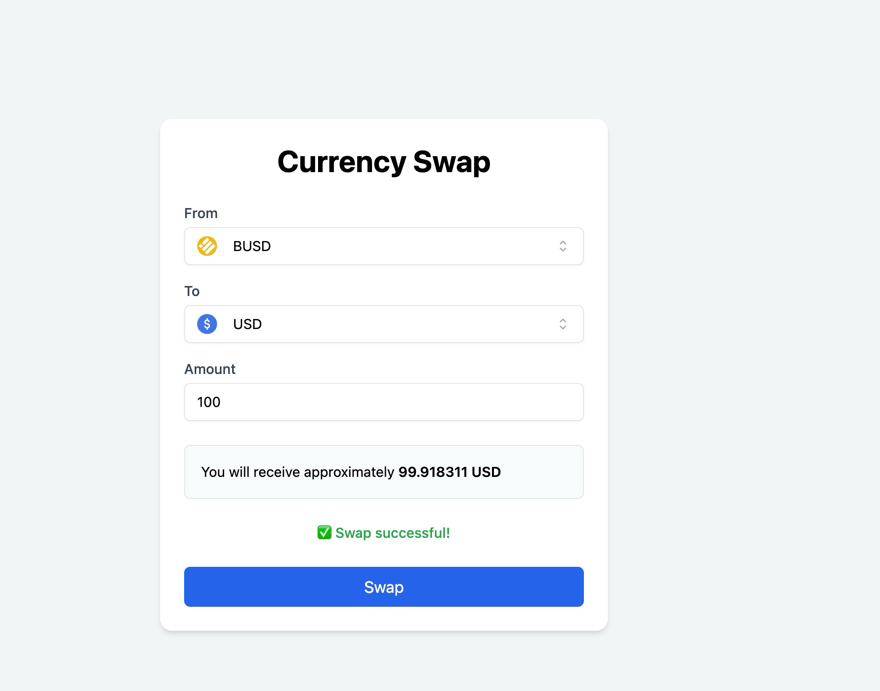 Currency Swap
From
BUSD
To
$ USD
Amount
100
You will receive approximately 99.918311 USD
✅ Swap successful!
Swap